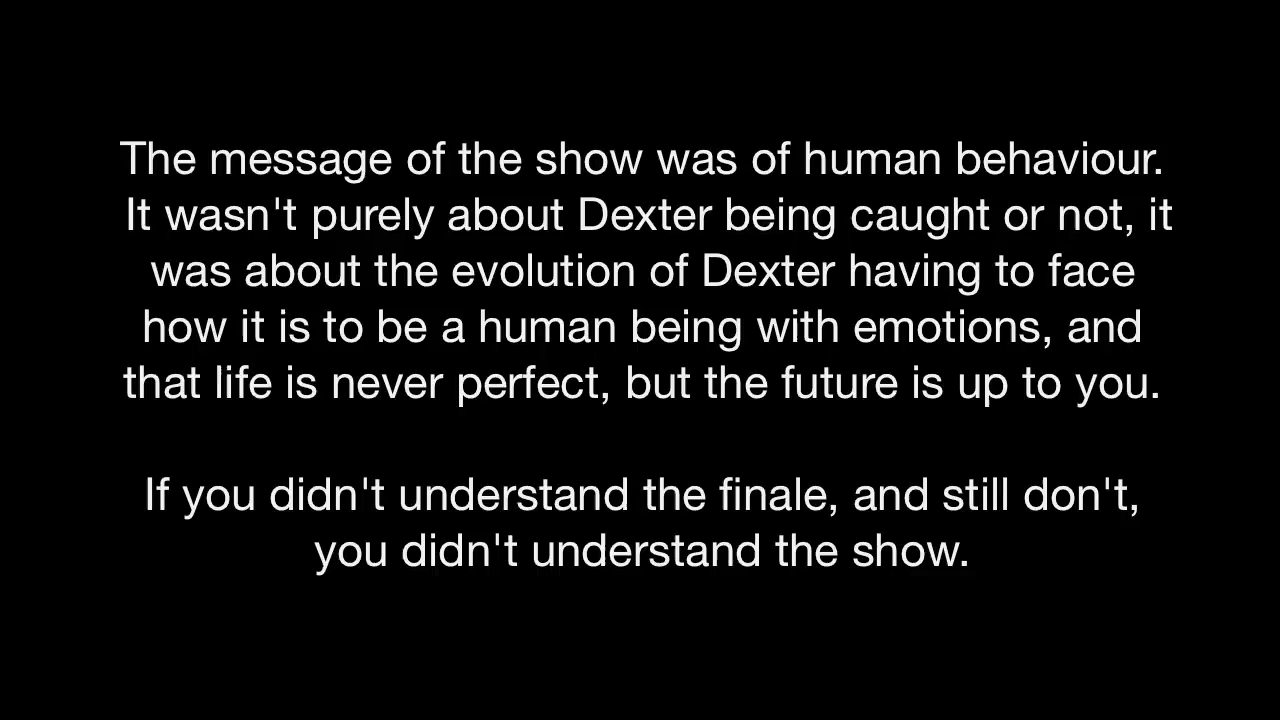 The message of the show was of human behaviour.
It wasn't purely about Dexter being caught or not, it
was about the evolution of Dexter having to face
how it is to be a human being with emotions, and
that life is never perfect, but the future is up to you.
If you didn't understand the finale, and still don't,
you didn't understand the show.